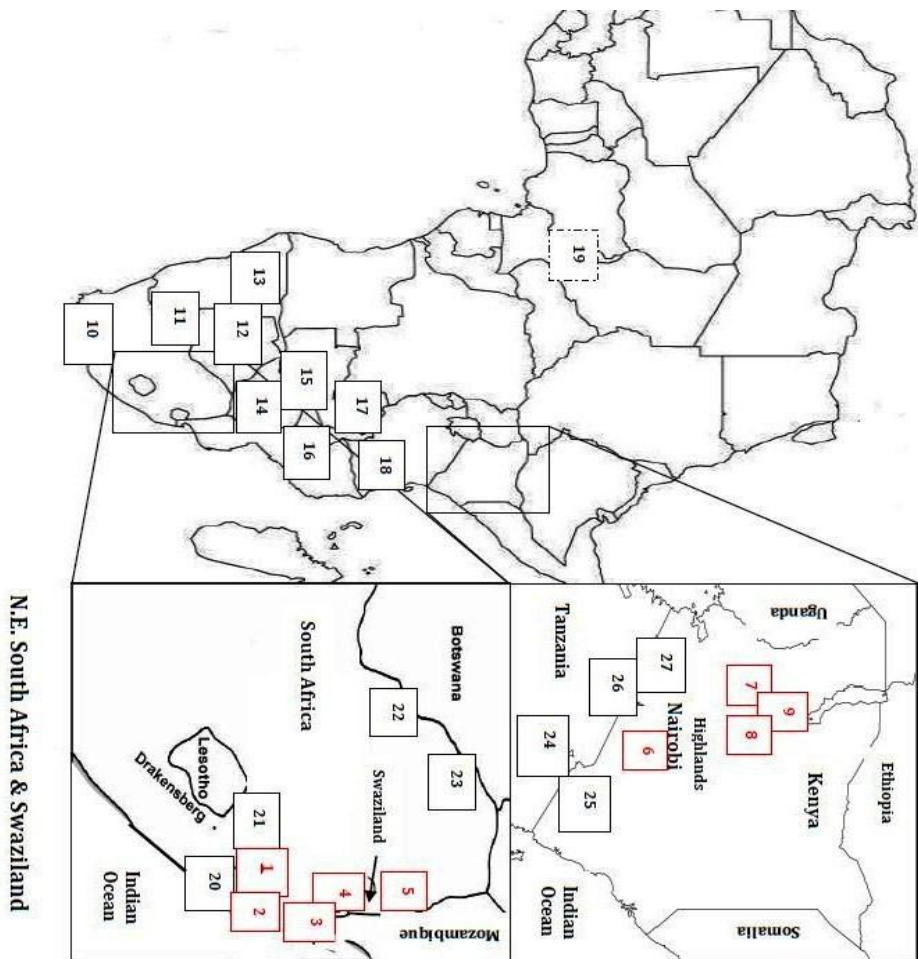 19
13
11
12
10
15
17
14
16
18
Ethiopia
Uganda
Kenya
9
7
8
Highlands
Nairobi
27
6
26
Tanzania
24
25
Somalia
Indian
Ocean
Botswana
South Africa
22
23
Lesotho
Drakensberg
Swaziland
21
1
20
2
4
5
3
Mozambique
Indian
Ocean
N.E. South Africa & Swaziland